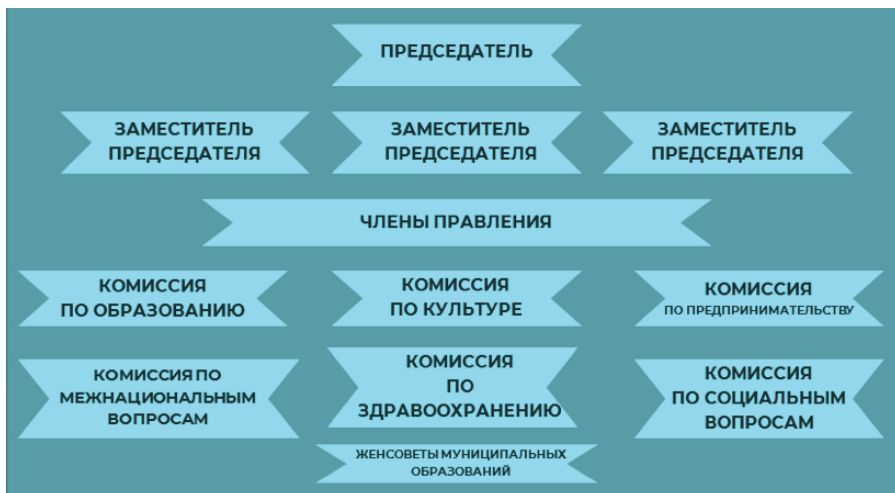 ПРЕДСЕДАТЕЛЬ
ЗАМЕСТИТЕЛЬ
ПРЕДСЕДАТЕЛЯ
ЗАМЕСТИТЕЛЬ
ПРЕДСЕДАТЕЛЯ
ЗАМЕСТИТЕЛЬ
ПРЕДСЕДАТЕЛЯ
ЧЛЕНЫ ПРАВЛЕНИЯ
КОМИССИЯ
ПО ОБРАЗОВАНИЮ
КОМИССИЯ
ПО КУЛЬТУРЕ
КОМИССИЯ
ПО ПРЕДПРИНИМАТЕЛЬСТВУ
КОМИССИЯ ПО
МЕЖНАЦИОНАЛЬНЫМ
ВОПРОСАМ
КОМИССИЯ
ПО
ЗДРАВООХРАНЕНИЮ
КОМИССИЯ
ПО СОЦИАЛЬНЫМ
ВОПРОСАМ
ЖЕНСОВЕТЫ МУНИЦИПАЛЬНЫХ
ОБРАЗОВАНИЙ